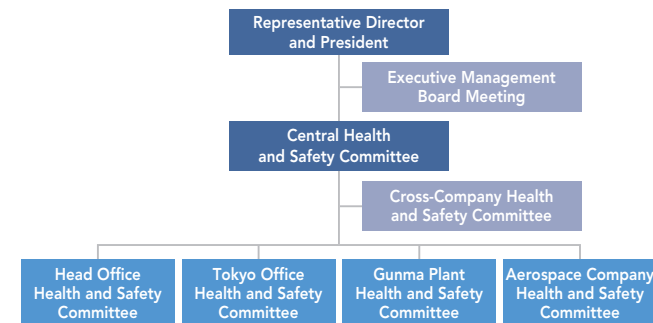 Representative Director
and President
Executive Management
Board Meeting
Central Health
and Safety Committee
Cross-Company Health
and Safety Committee
Head Office
Health and Safety
Committee
Tokyo Office
Health and Safety
Committee
Gunma Plant
Health and Safety
Committee
Aerospace Company
Health and Safety
Committee